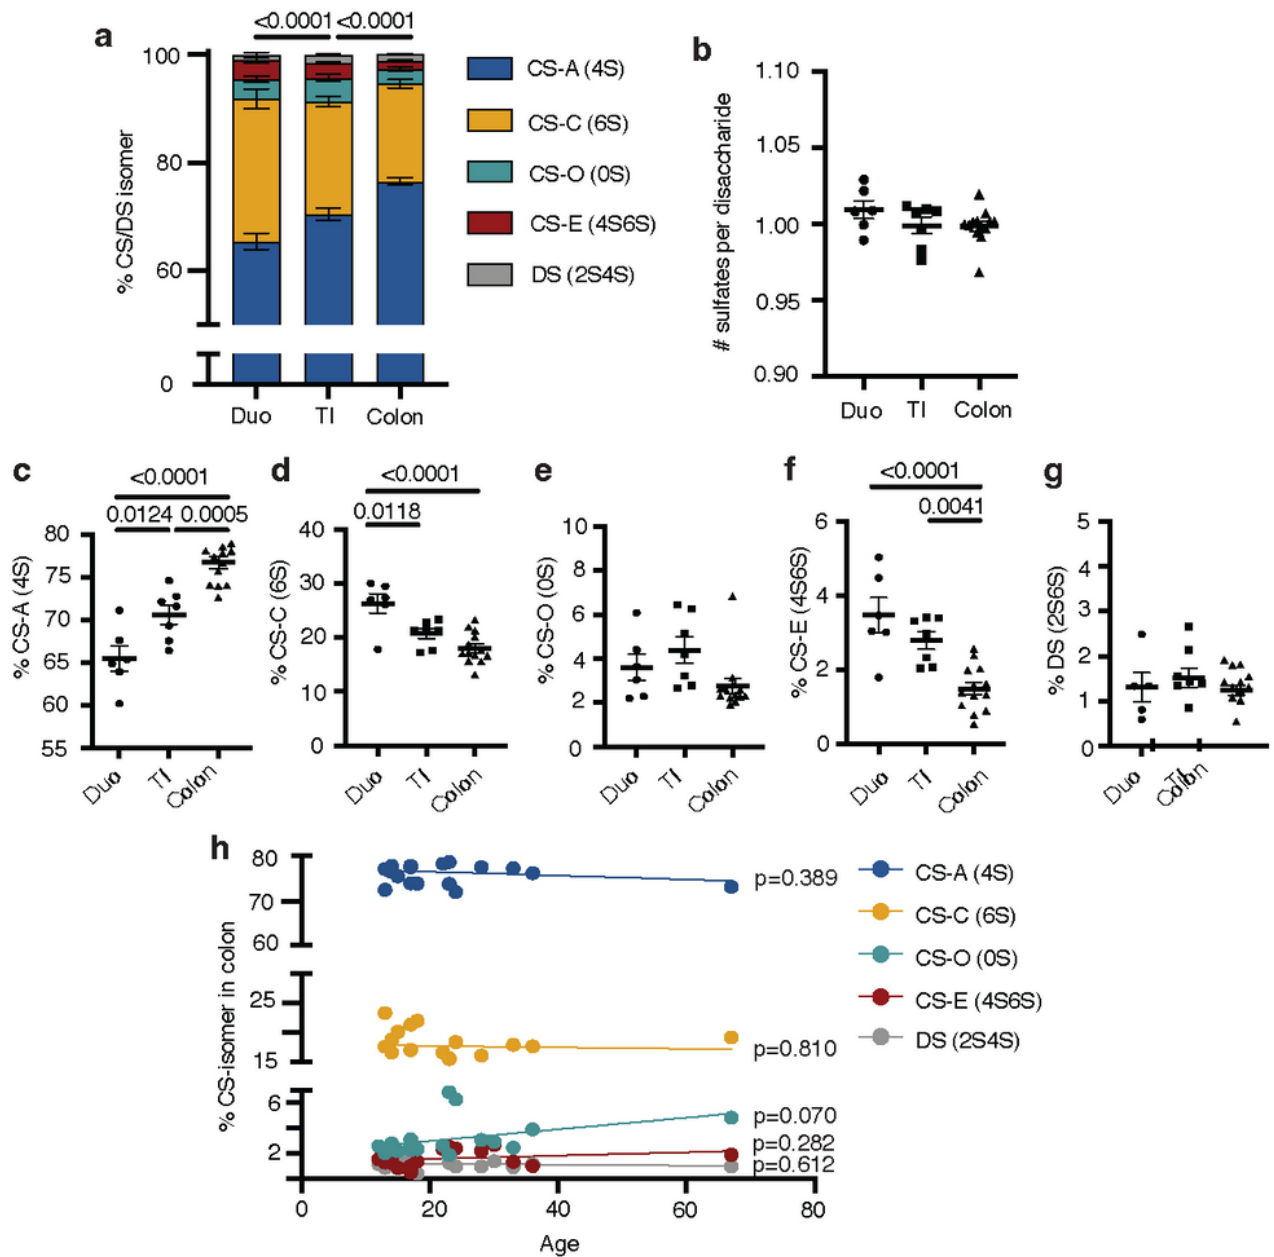 a
<0.0001 <0.0001
100
80
60
0
% CS/DS isomer
Duo TI Colon
CS-A (4S)
CS-C (6S)
CS-O (0S)
CS-E (4S6S)
DS (2S4S)
b
1.10
1.05
1.00
0.95
0.90
# sulfates per disaccharide
Duo TI Colon
c
<0.0001
0.0124 0.0005
80
75
70
65
60
55
% CS-A (4S)
Duo TI Colon
d
<0.0001
0.0118
40
30
20
10
0
% CS-C (6S)
Duo TI Colon
e
10
8
6
4
2
0
% CS-O (0S)
Duo TI Colon
f
<0.0001
0.0041
6
4
2
0
% CS-E (4S6S)
Duo TI Colon
g
5
4
3
2
1
0
% DS (2S6S)
Duo TI Colon
h
80
70
60
25
15
6
2
% CS-isomer in colon
p=0.389
p=0.810
p=0.070
p=0.282
p=0.612
0 20 40 60 80
Age
CS-A (4S)
CS-C (6S)
CS-O (0S)
CS-E (4S6S)
DS (2S4S)